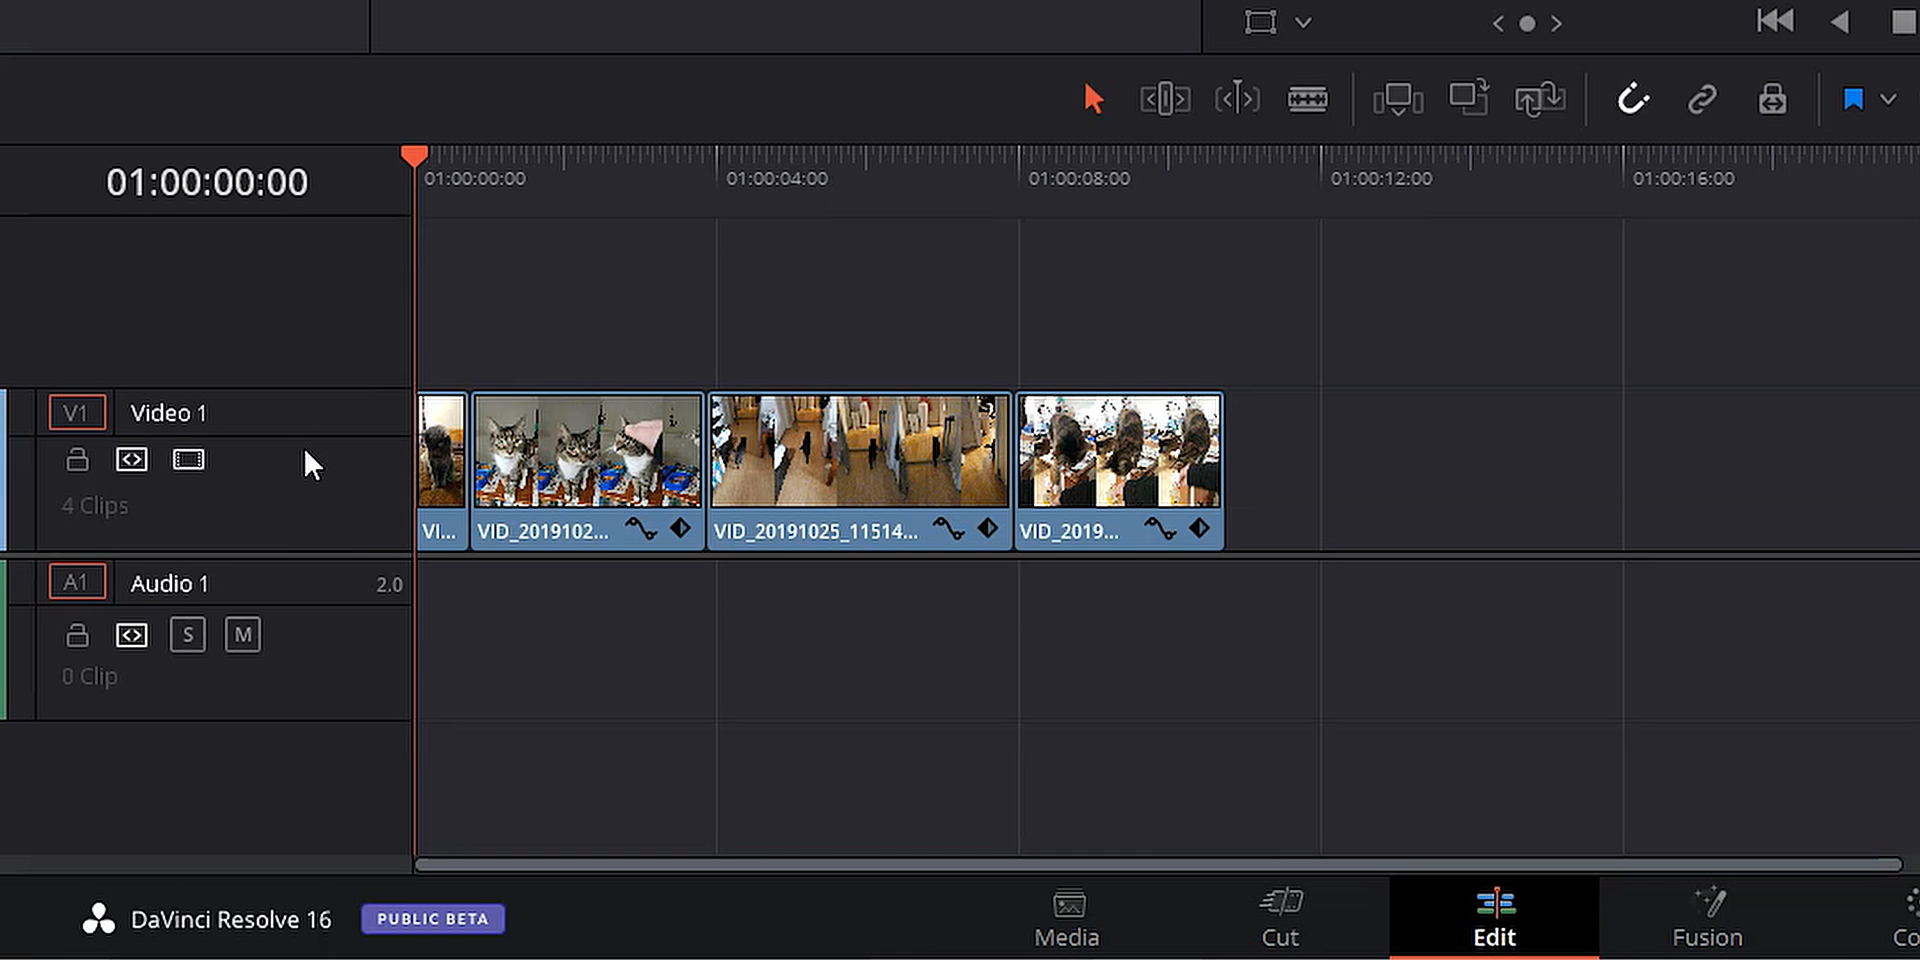 01:00:00:00
01:00:00:00
01:00:04:00
01:00:08:00
01:00:12:00
01:00:16:00
V1
Video 1
4 Clips
VI...
VID_2019102...
VID_20191025_11514...
VID_2019...
A1
Audio 1
2.0
S
M
0 Clip
DaVinci Resolve 16
PUBLIC BETA
Media
Cut
Edit
Fusion
Co